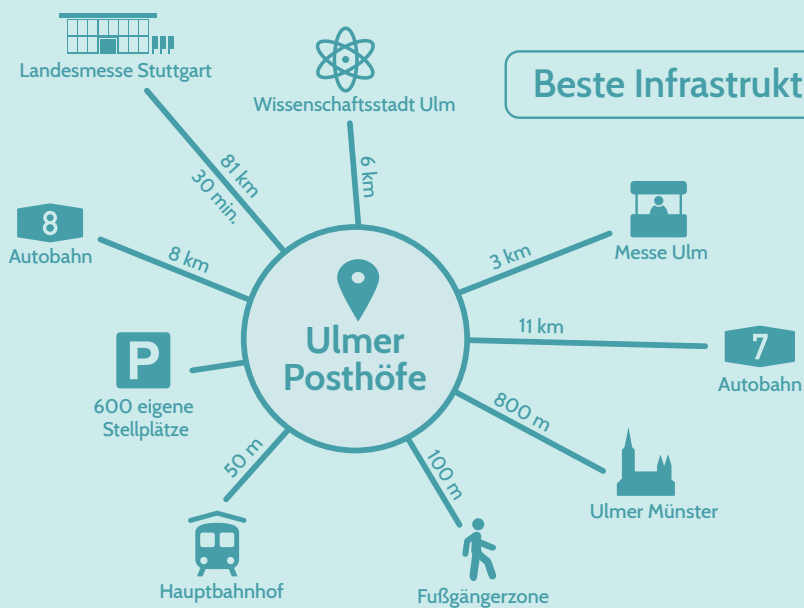 Landesmesse Stuttgart
Wissenschaftsstadt Ulm
Beste Infrastrukt
81 km
30 min.
6 km
8
Autobahn
8 km
3 km
Messe Ulm
Ulmer
Posthöfe
11 km
7
Autobahn
P
600 eigene
Stellplätze
800 m
Ulmer Münster
50 m
100 m
Hauptbahnhof
Fußgängerzone